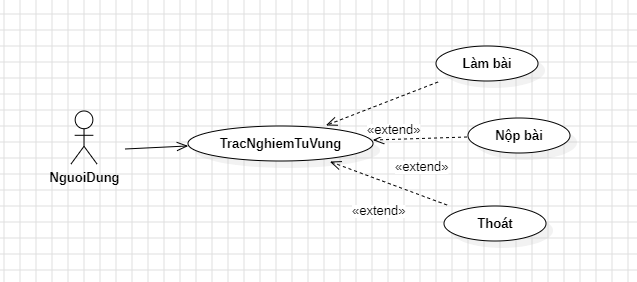 Làm bài
«extend»
Nộp bài
TracNghiemTuVung
«extend»
NguoiDung
«extend»
Thoát